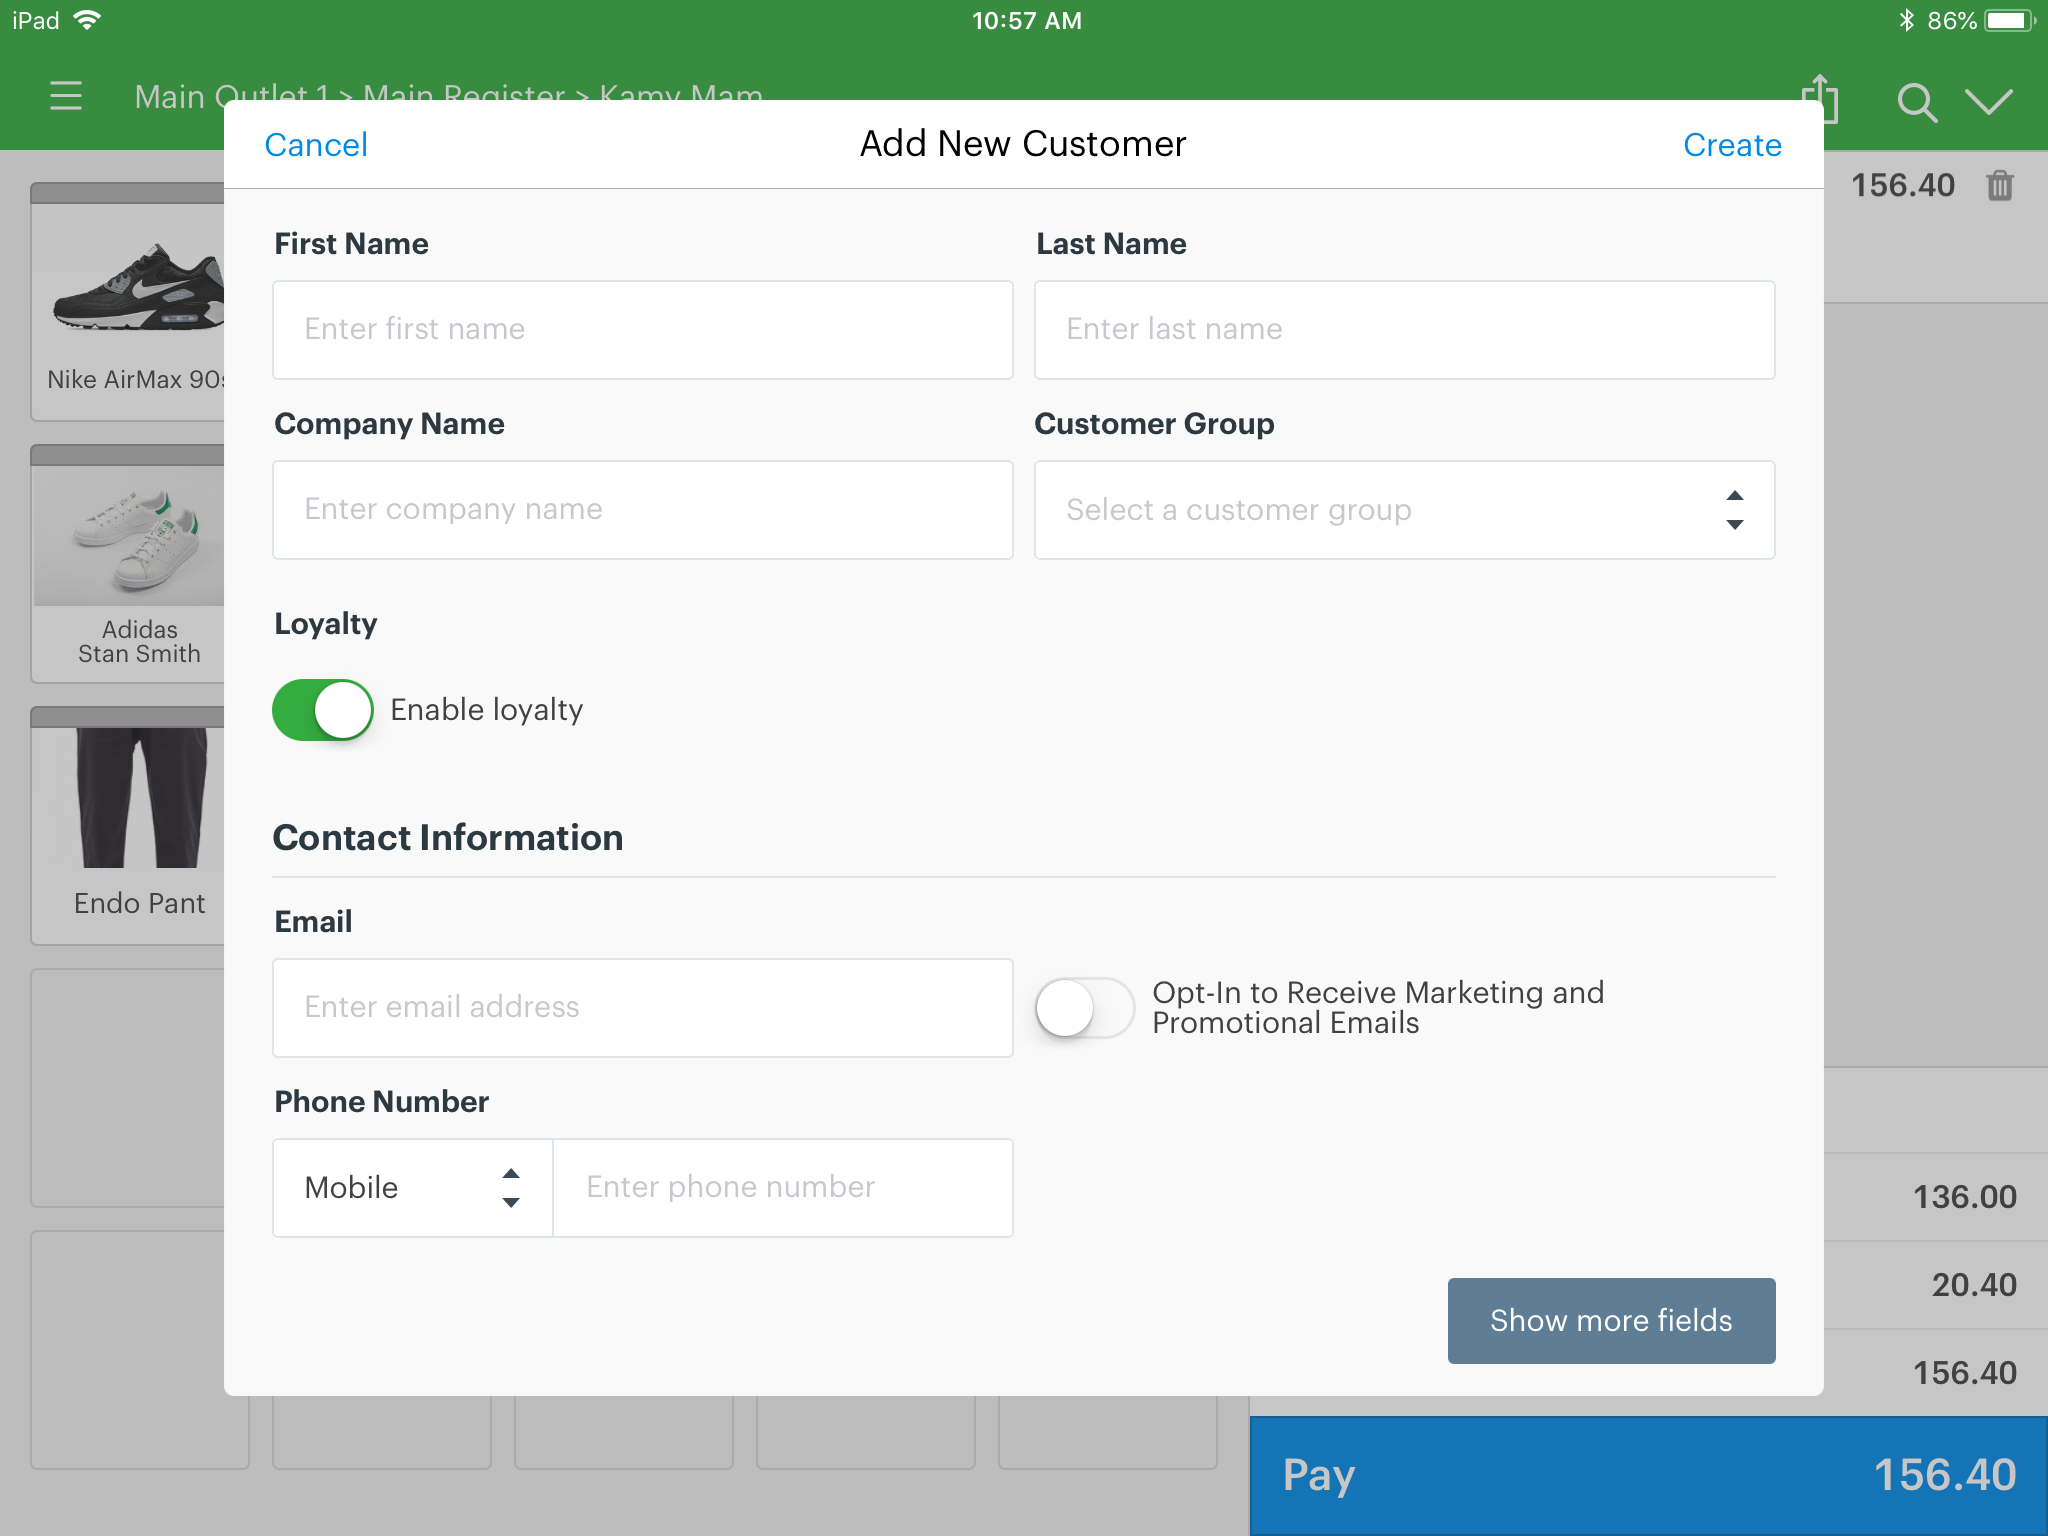 iPad
10:57 AM
86%
Main Outlet 1 > Main Register > Kamy Mam
Cancel
Add New Customer
Create
156.40
First Name
Last Name
Enter first name
Enter last name
Nike AirMax 90s
Company Name
Customer Group
Enter company name
Select a customer group
Loyalty
Adidas
Stan Smith
Enable loyalty
Contact Information
Endo Pant
Email
Enter email address
Opt-In to Receive Marketing and
Promotional Emails
Phone Number
Mobile
Enter phone number
136.00
20.40
Show more fields
156.40
Pay
156.40